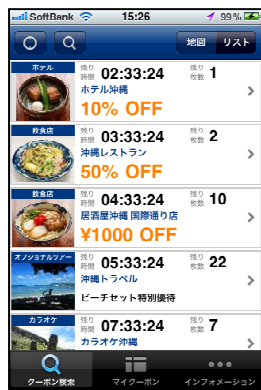 SoftBank 15:26 99%
地図 リスト
ホテル
残り時間 02:33:24 残り枚数 1
ホテル沖縄
10% OFF
飲食店
残り時間 03:33:24 残り枚数 2
沖縄レストラン
50% OFF
飲食店
残り時間 04:33:24 残り枚数 10
居酒屋沖縄 国際通り店
¥1000 OFF
オプショナルツアー
残り時間 05:33:24 残り枚数 22
沖縄トラベル
ビーチセット特別優待
カラオケ
残り時間 07:33:24 残り枚数 7
カラオケ沖縄
クーポン検索 マイクーポン インフォメーション